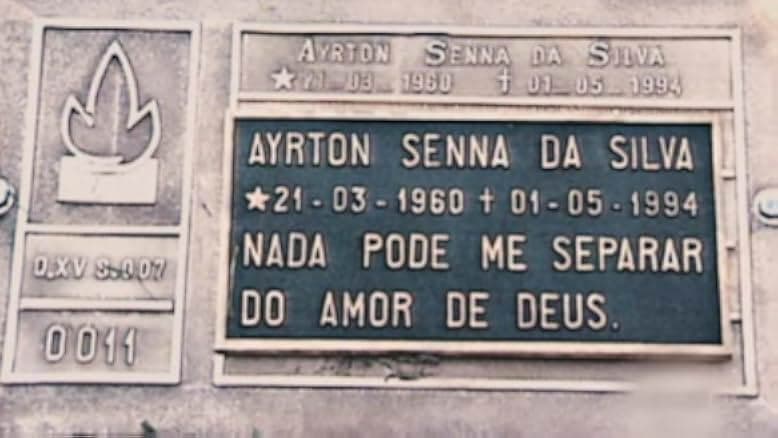 AYRTON SENNA DA SILVA
★21-03-1960 ✝ 01-05-1994
AYRTON SENNA DA SILVA
★21-03-1960 ✝ 01-05-1994
NADA PODE ME SEPARAR
DO AMOR DE DEUS.
0011